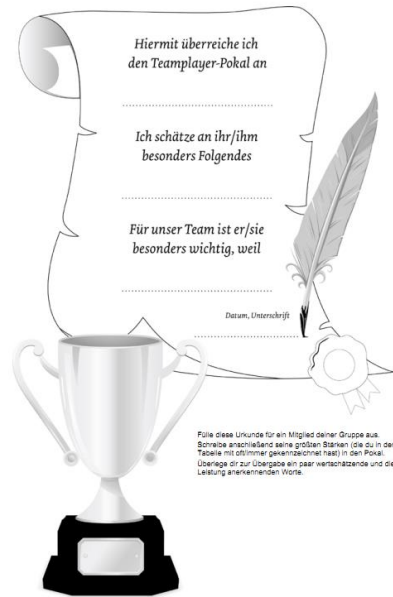 Hiermit überreiche ich
den Teamplayer-Pokal an
Ich schätze an ihr/ihm
besonders Folgendes
Für unser Team ist er/sie
besonders wichtig, weil
Datum, Unterschrift
Fülle diese Urkunde für ein Mitglied deiner Gruppe aus.
Schreibe anschließend seine größten Stärken (die du in der
Tabelle mit oft/immer gekennzeichnet hast) in den Pokal.
Überlege dir zur Übergabe ein paar wertschätzende und die
Leistung anerkennenden Worte.